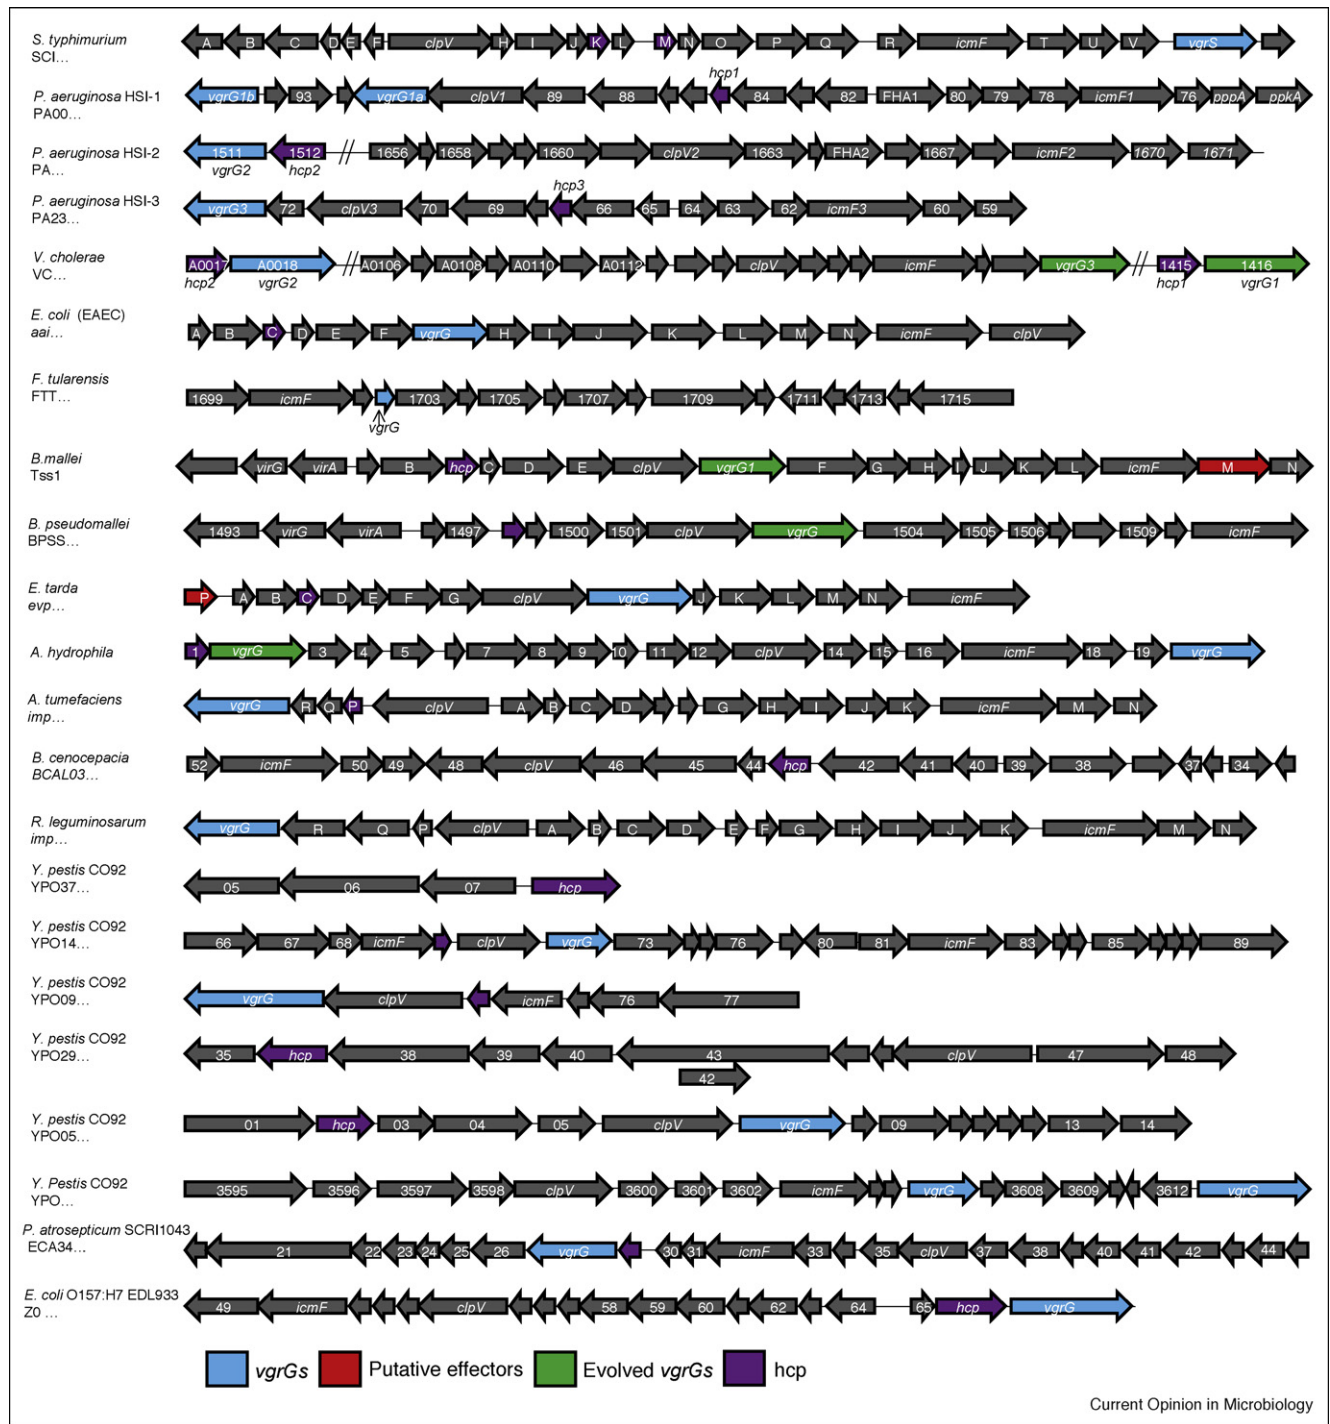 S. typhimurium
SCI...
A B C D E F clpV H I J K L M N O P Q R icmF T U V vgrS
hcp1
P. aeruginosa HSI-1
PA00...
vgrG1b 93 vgrG1a clpV1 89 88 84 82 FHA1 80 79 78 icmF1 76 pppA ppkA
P. aeruginosa HSI-2
PA...
1511 1512 // 1656 1658 1660 clpV2 1663 FHA2 1667 icmF2 1670 1671
vgrG2 hcp2
hcp3
P. aeruginosa HSI-3
PA23...
vgrG3 72 clpV3 70 69 66 65 64 63 62 icmF3 60 59
V. cholerae
VC...
A0017 A0018 // A0106 A0108 A0110 A0112 clpV icmF vgrG3 // 1415 1416
hcp2 vgrG2 hcp1 vgrG1
E. coli (EAEC)
aai...
A B C D E F vgrG H I J K L M N icmF clpV
F. tularensis
FTT...
1699 icmF 1703 1705 1707 1709 1711 1713 1715
vgrG
B.mallei
Tss1
virG virA B hcp C D E clpV vgrG1 F G H I J K L icmF M N
B. pseudomallei
BPSS...
1493 virG virA 1497 1500 1501 clpV vgrG 1504 1505 1506 1509 icmF
E. tarda
evp...
P A B C D E F G clpV vgrG J K L M N icmF
A. hydrophila
1 vgrG 3 4 5 7 8 9 10 11 12 clpV 14 15 16 icmF 18 19 vgrG
A. tumefaciens
imp...
vgrG R Q P clpV A B C D G H I J K icmF M N
B. cenocepacia
BCAL03...
52 icmF 50 49 48 clpV 46 45 44 hcp 42 41 40 39 38 37 34
R. leguminosarum
imp...
vgrG R Q P clpV A B C D E F G H I J K icmF M N
Y. pestis CO92
YPO37...
05 06 07 hcp
Y. pestis CO92
YPO14...
66 67 68 icmF clpV vgrG 73 76 80 81 icmF 83 85 89
Y. pestis CO92
YPO09...
vgrG clpV icmF 76 77
Y. pestis CO92
YPO29...
35 hcp 38 39 40 43 clpV 47 48
42
Y. pestis CO92
YPO05...
01 hcp 03 04 05 clpV vgrG 09 13 14
Y. Pestis CO92
YPO...
3595 3596 3597 3598 clpV 3600 3601 3602 icmF vgrG 3608 3609 3612 vgrG
P. atrosepticum SCRI1043
ECA34...
21 22 23 24 25 26 vgrG 30 31 icmF 33 35 clpV 37 38 40 41 42 44
E. coli O157:H7 EDL933
Z0 ...
49 icmF clpV 58 59 60 62 64 65 hcp vgrG
vgrGs Putative effectors Evolved vgrGs hcp
Current Opinion in Microbiology